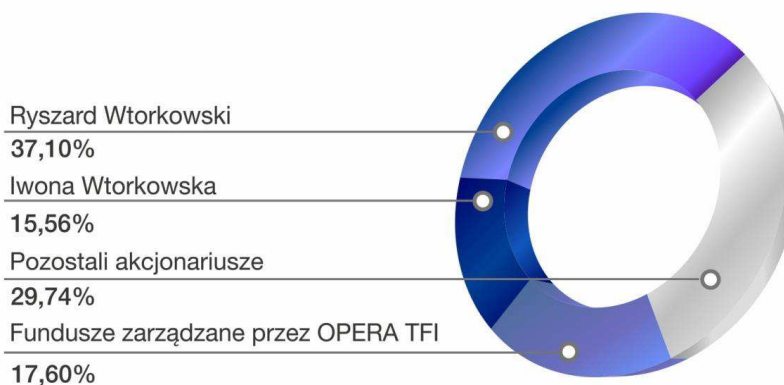 Ryszard Wtorkowski
37,10%
Iwona Wtorkowska
15,56%
Pozostali akcjonariusze
29,74%
Fundusze zarządzane przez OPERA TFI
17,60%